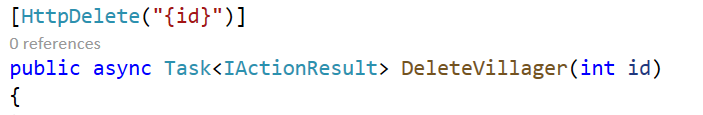 [HttpDelete("{id}")]
0 references
public async Task<IActionResult> DeleteVillager(int id)
{